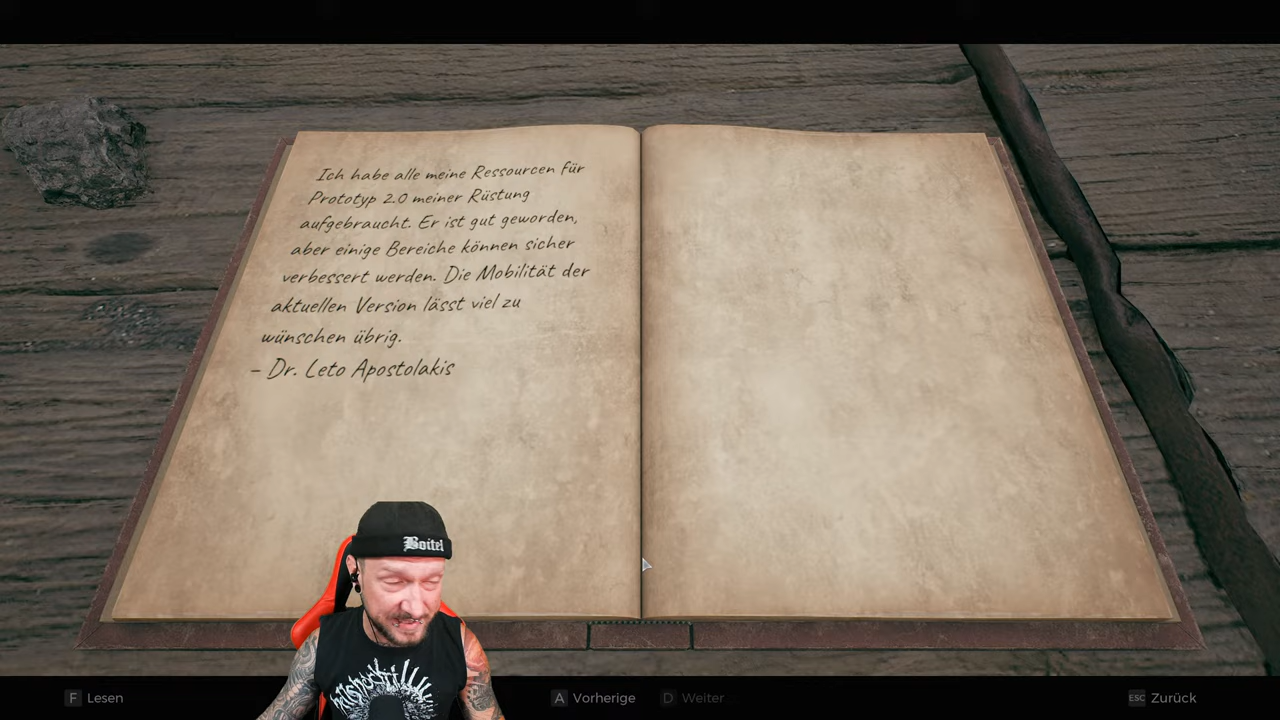 Ich habe alle meine Ressourcen für
Prototyp 2.0 meiner Rüstung
aufgebraucht. Er ist gut geworden,
aber einige Bereiche können sicher
verbessert werden. Die Mobilität der
aktuellen Version lässt viel zu
wünschen übrig.
– Dr. Leto Apostolakis
Boitel
F Lesen
A Vorherige
D Weiter
ESC Zurück